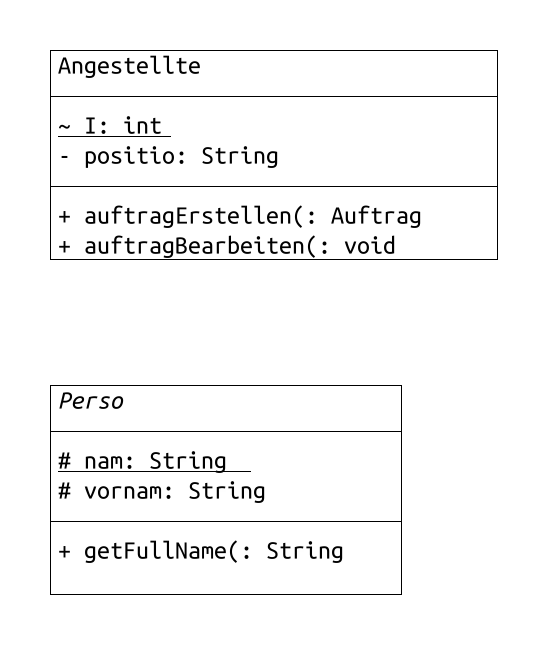 Angestellte
~ I: int
- positio: String
+ auftragErstellen(: Auftrag
+ auftragBearbeiten(: void
Perso
# nam: String
# vornam: String
+ getFullName(: String